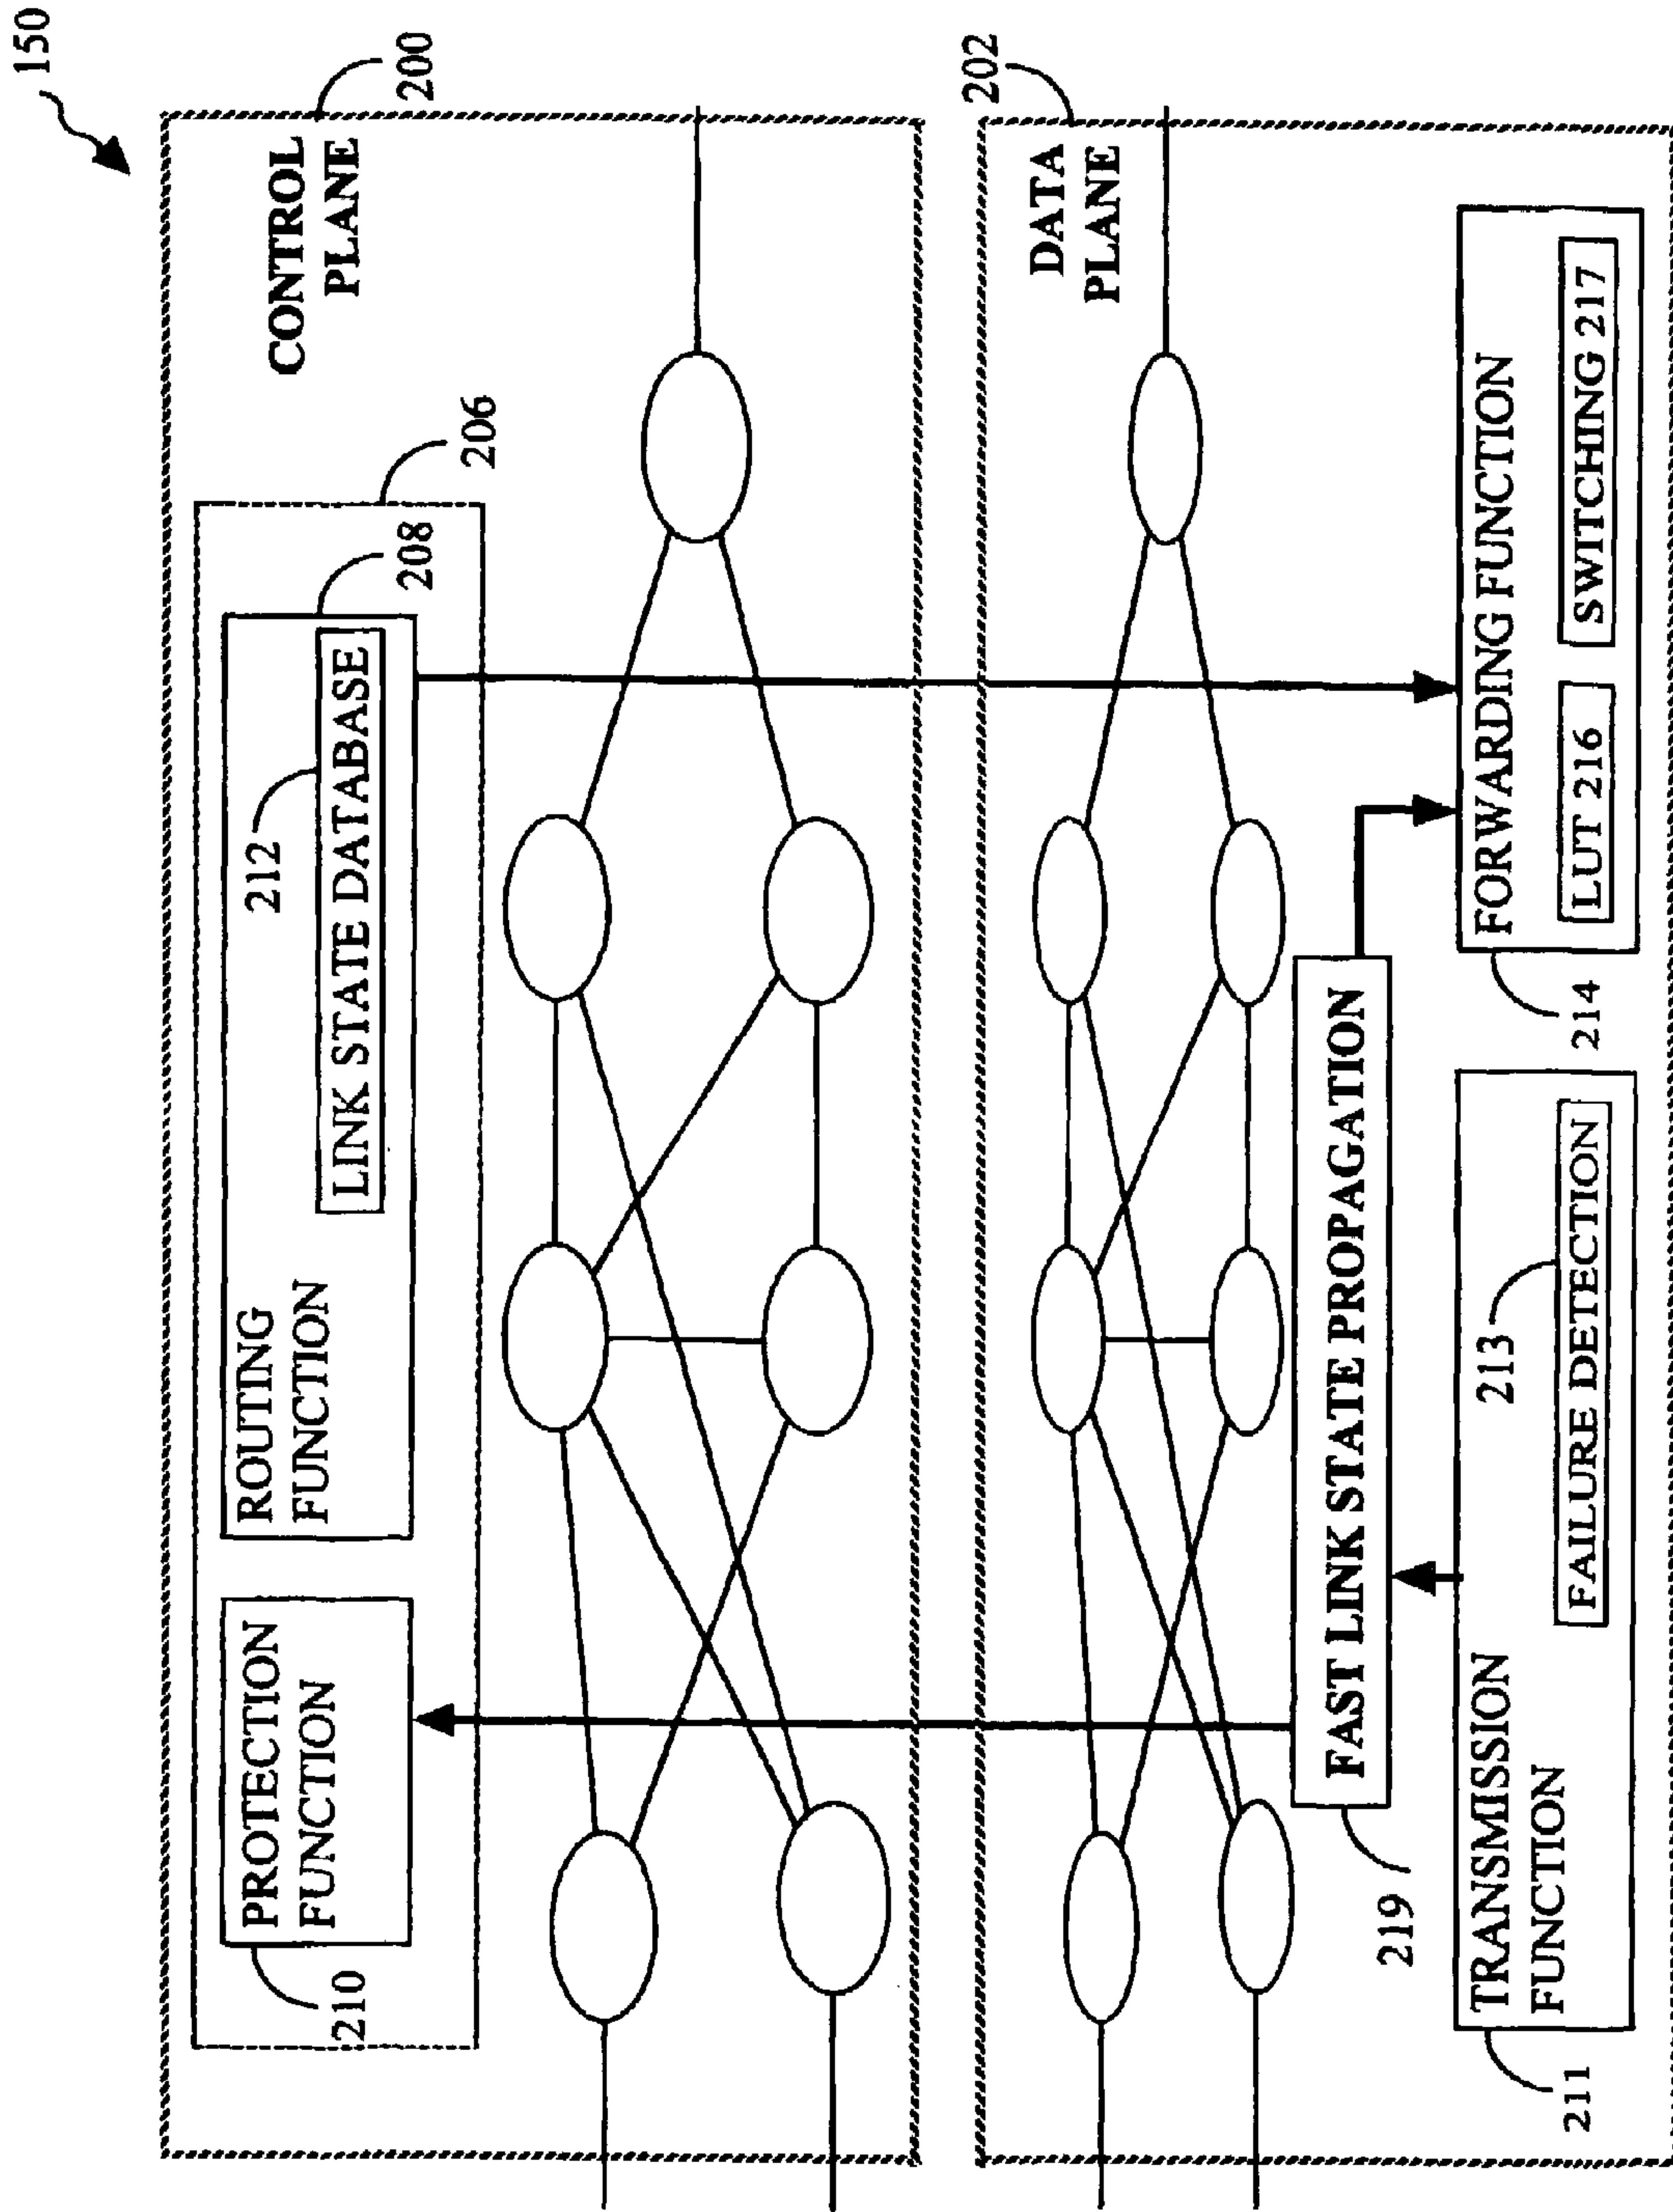 150
200
CONTROL
PLANE
206
208
212
LINK STATE DATABASE
ROUTING
FUNCTION
PROTECTION
FUNCTION
210
202
DATA
PLANE
FAST LINK STATE PROPAGATION
219
FORWARDING FUNCTION
LUT 216
SWITCHING 217
214
213
FAILURE DETECTION
TRANSMISSION
FUNCTION
211